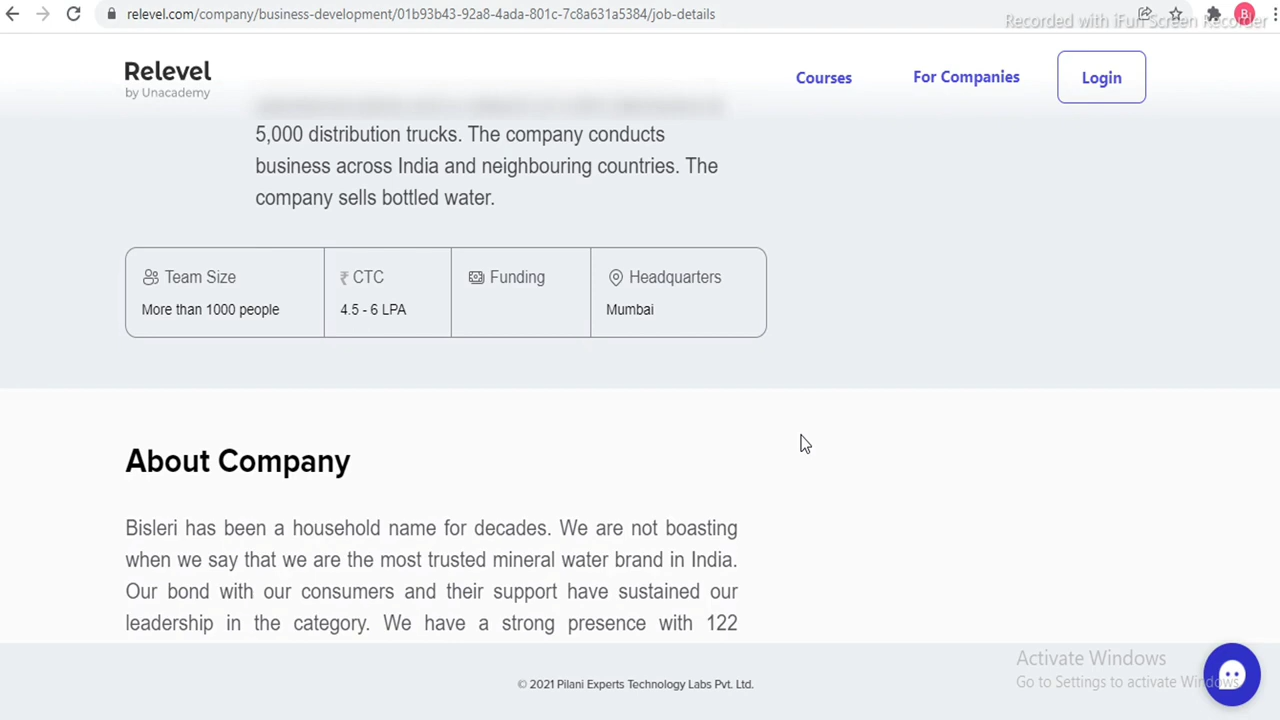 relevel.com/company/business-development/01b93b43-92a8-4ada-801c-7c8a631a5384/job-details
Recorded with iFun Screen Recorder
B
Relevel
by Unacademy
Courses
For Companies
Login
5,000 distribution trucks. The company conducts
business across India and neighbouring countries. The
company sells bottled water.
Team Size
More than 1000 people
₹ CTC
4.5 - 6 LPA
Funding
Headquarters
Mumbai
About Company
Bisleri has been a household name for decades. We are not boasting
when we say that we are the most trusted mineral water brand in India.
Our bond with our consumers and their support have sustained our
leadership in the category. We have a strong presence with 122
Activate Windows
Go to Settings to activate Windows.
© 2021 Pilani Experts Technology Labs Pvt. Ltd.